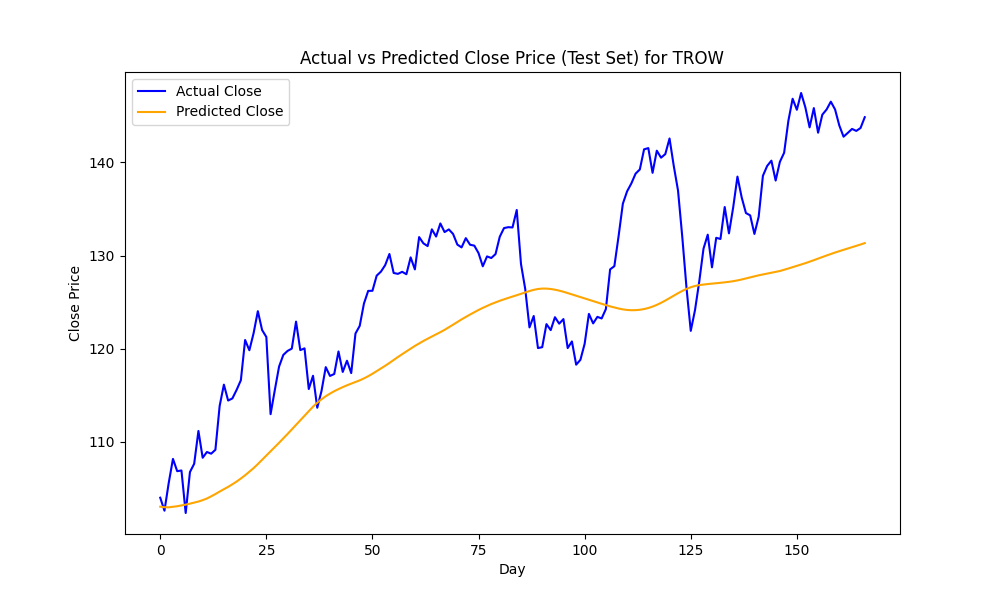 Actual vs Predicted Close Price (Test Set) for TROW
Actual Close
Predicted Close
140
130
120
110
Close Price
0 25 50 75 100 125 150
Day